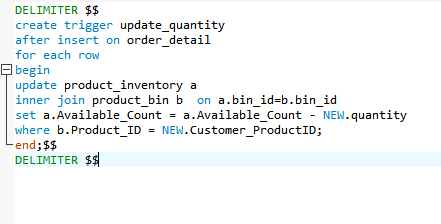 DELIMITER $$
create trigger update_quantity
after insert on order_detail
for each row
begin
update product_inventory a
inner join product_bin b  on a.bin_id=b.bin_id
set a.Available_Count = a.Available_Count - NEW.quantity
where b.Product_ID = NEW.Customer_ProductID;
end;$$
DELIMITER $$